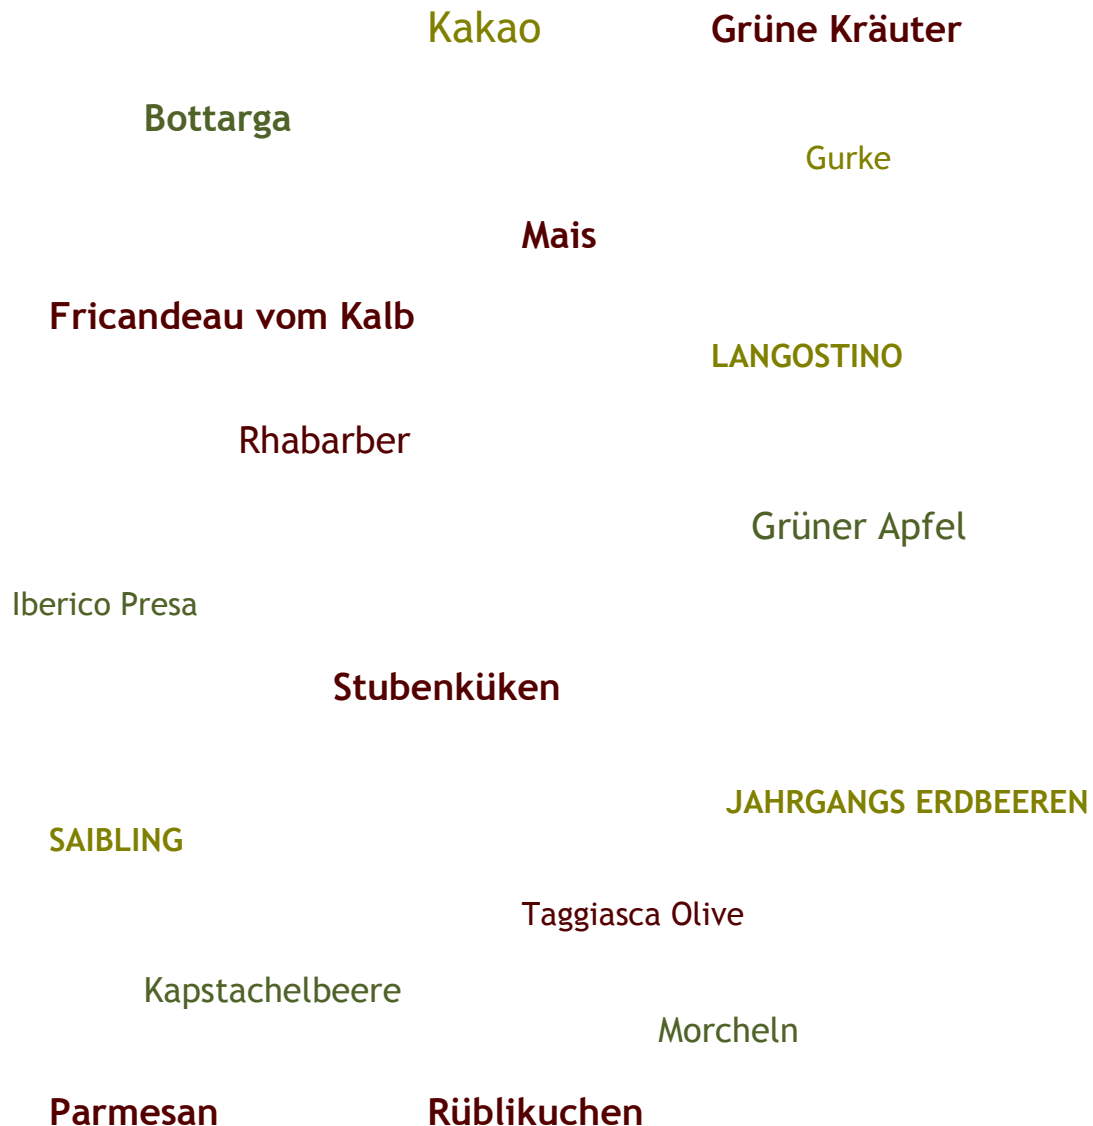 Kakao Grüne Kräuter
Bottarga
Gurke
Mais
Fricandeau vom Kalb
LANGOSTINO
Rhabarber
Grüner Apfel
Iberico Presa
Stubenküken
JAHRGANGS ERDBEEREN
SAIBLING
Taggiasca Olive
Kapstachelbeere
Morcheln
Parmesan Rüblikuchen